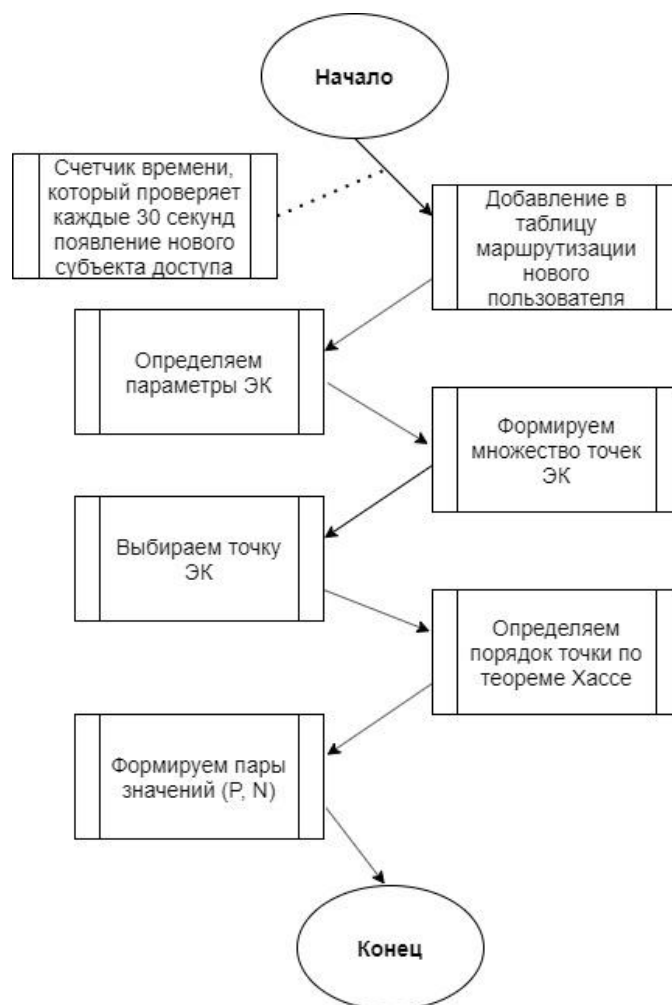 Начало
Счетчик времени,
который проверяет
каждые 30 секунд
появление нового
субъекта доступа
Добавление в
таблицу
маршрутизации
нового
пользователя
Определяем
параметры ЭК
Формируем
множество точек
ЭК
Выбираем точку
ЭК
Определяем
порядок точки по
теореме Хассе
Формируем пары
значений (P, N)
Конец